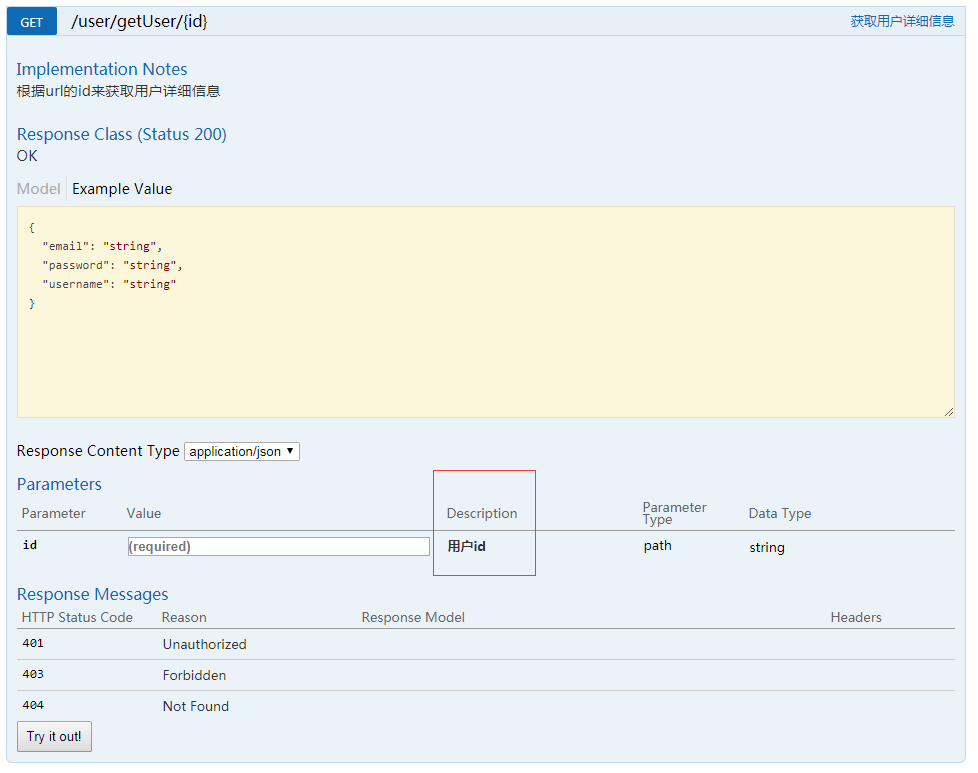 GET /user/getUser/{id} 获取用户详细信息
Implementation Notes
根据url的id来获取用户详细信息
Response Class (Status 200)
OK
Model Example Value
{
"email": "string",
"password": "string",
"username": "string"
}
Response Content Type application/json
Parameters
Parameter Value Description Parameter Type Data Type
id (required) 用户id path string
Response Messages
HTTP Status Code Reason Response Model Headers
401 Unauthorized
403 Forbidden
404 Not Found
Try it out!